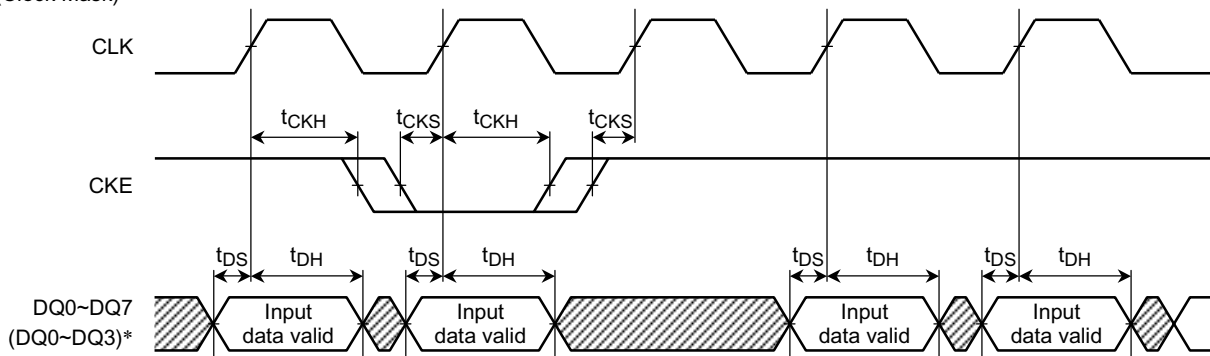 (Clock Mask)
CLK
tCKH tCKS tCKH tCKS
CKE
tDS tDH tDS tDH tDS tDH tDS tDH
DQ0~DQ7
(DQ0~DQ3)*
Input
data valid
Input
data valid
Input
data valid
Input
data valid